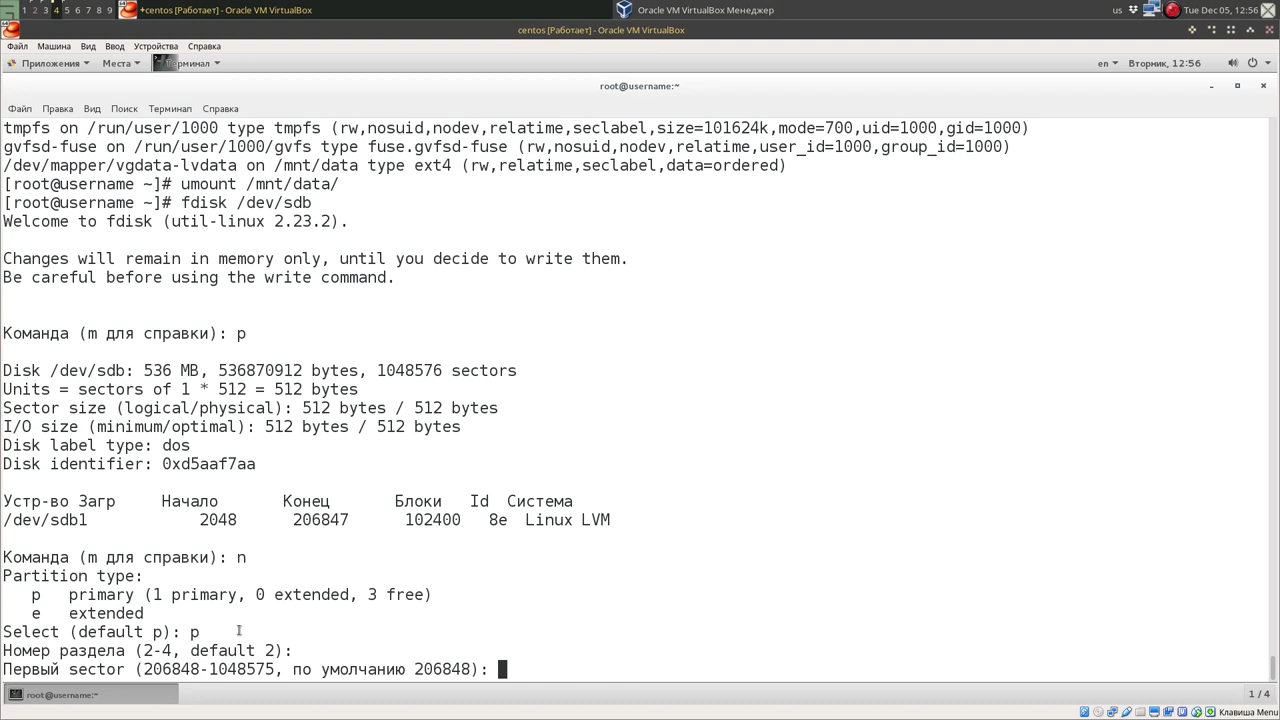 1 2 3 4 5 6 7 8 9 *centos [Работает] - Oracle VM VirtualBox Oracle VM VirtualBox Менеджер us Tue Dec 05, 12:56
centos [Работает] - Oracle VM VirtualBox
Файл Машина Вид Ввод Устройства Справка
Приложения Места Терминал en Вторник, 12:56
root@username:~
Файл Правка Вид Поиск Терминал Справка
tmpfs on /run/user/1000 type tmpfs (rw,nosuid,nodev,relatime,seclabel,size=101624k,mode=700,uid=1000,gid=1000)
gvfsd-fuse on /run/user/1000/gvfs type fuse.gvfsd-fuse (rw,nosuid,nodev,relatime,user_id=1000,group_id=1000)
/dev/mapper/vgdata-lvdata on /mnt/data type ext4 (rw,relatime,seclabel,data=ordered)
[root@username ~]# umount /mnt/data/
[root@username ~]# fdisk /dev/sdb
Welcome to fdisk (util-linux 2.23.2).
Changes will remain in memory only, until you decide to write them.
Be careful before using the write command.
Команда (m для справки): p
Disk /dev/sdb: 536 MB, 536870912 bytes, 1048576 sectors
Units = sectors of 1 * 512 = 512 bytes
Sector size (logical/physical): 512 bytes / 512 bytes
I/O size (minimum/optimal): 512 bytes / 512 bytes
Disk label type: dos
Disk identifier: 0xd5aaf7aa
Устр-во Загр Начало Конец Блоки Id Система
/dev/sdb1 2048 206847 102400 8e Linux LVM
Команда (m для справки): n
Partition type:
p primary (1 primary, 0 extended, 3 free)
e extended
Select (default p): p
Номер раздела (2-4, default 2):
Первый sector (206848-1048575, по умолчанию 206848):
root@username:~ 1 / 4
Клавиша Menu